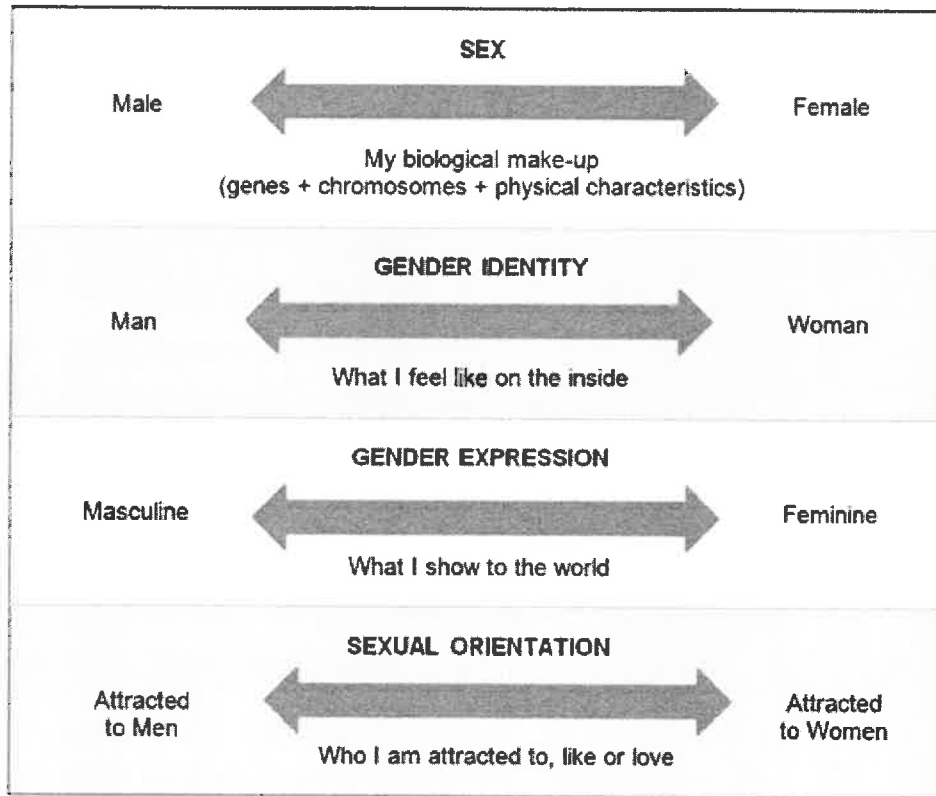 SEX
Male
Female
My biological make-up
(genes + chromosomes + physical characteristics)
GENDER IDENTITY
Man
Woman
What I feel like on the inside
GENDER EXPRESSION
Masculine
Feminine
What I show to the world
SEXUAL ORIENTATION
Attracted
to Men
Attracted
to Women
Who I am attracted to, like or love